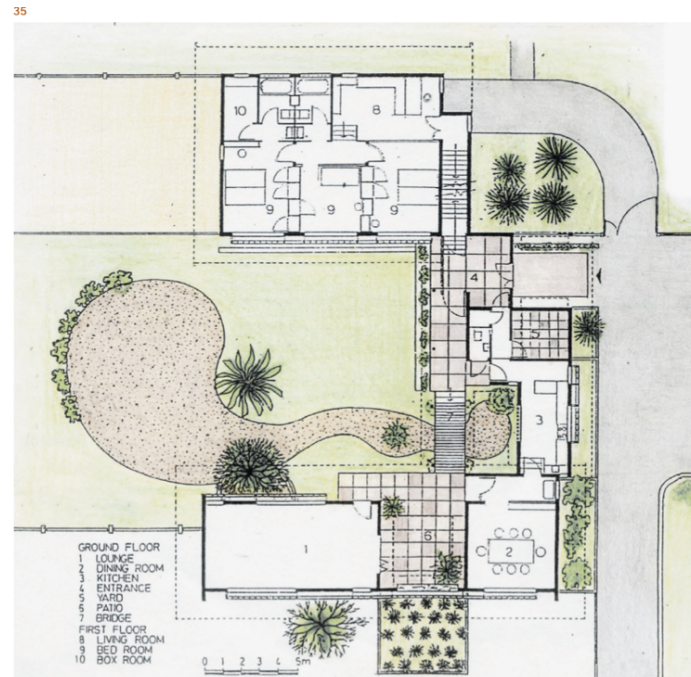 35
10
8
9
9
9
4
5
3
7
6
1
2
GROUND FLOOR
1 LOUNGE
2 DINING ROOM
3 KITCHEN
4 ENTRANCE
5 YARD
6 PATIO
7 BRIDGE
FIRST FLOOR
8 LIVING ROOM
9 BED ROOM
10 BOX ROOM
0 1 2 3 4 5m